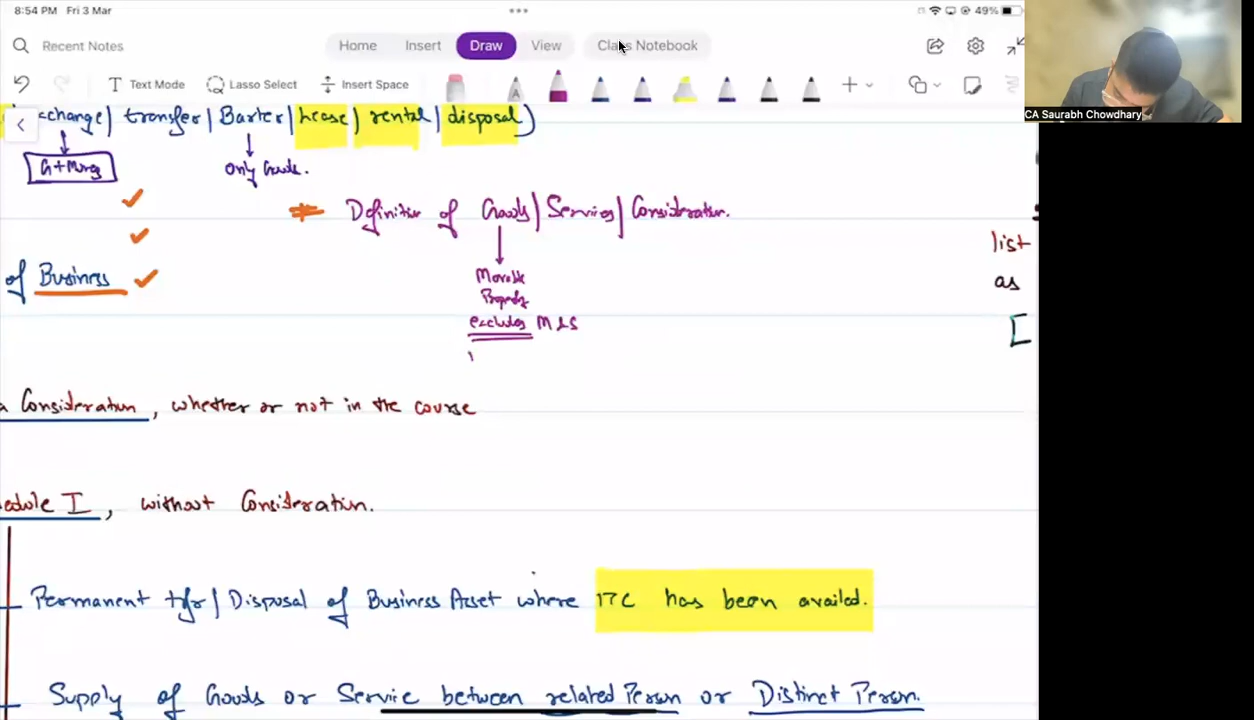 8:54 PM Fri 3 Mar
49%
Recent Notes
Home Insert Draw View Class Notebook
Text Mode Lasso Select Insert Space
CA Saurabh Chowdhary
change/ transfer/ Barter/ lease/ rental/ disposal)
only Goods.
Definition of Goods/ Services/ Consideration.
list
of Business
Movable
Property
as
excludes M & S
[
Consideration, whether or not in the course
edule I, without Consideration.
Permanent tfr/ Disposal of Business Asset where ITC has been availed.
Supply of Goods or Service between related Person or Distinct Person.